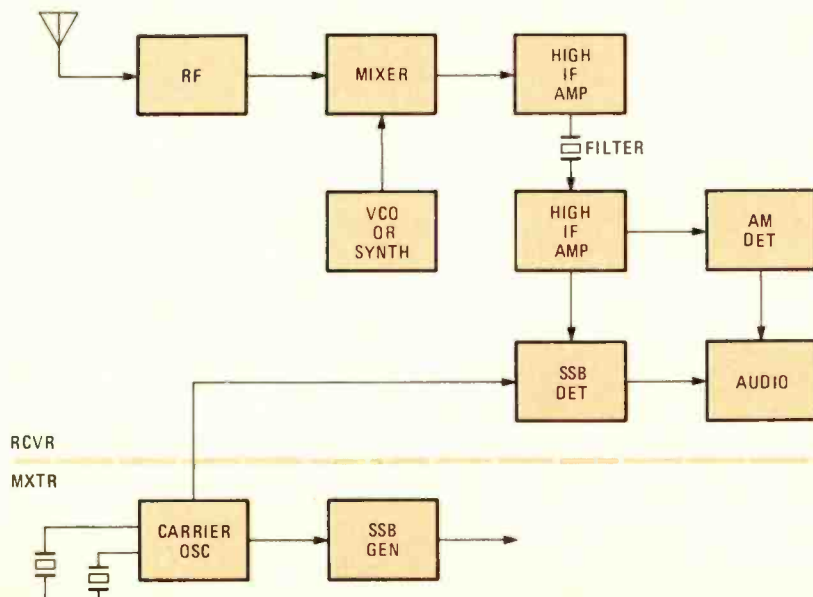 RF
MIXER
HIGH
IF
AMP
FILTER
VCO
OR
SYNTH
HIGH
IF
AMP
AM
DET
SSB
DET
AUDIO
RCVR
MXTR
CARRIER
OSC
SSB
GEN